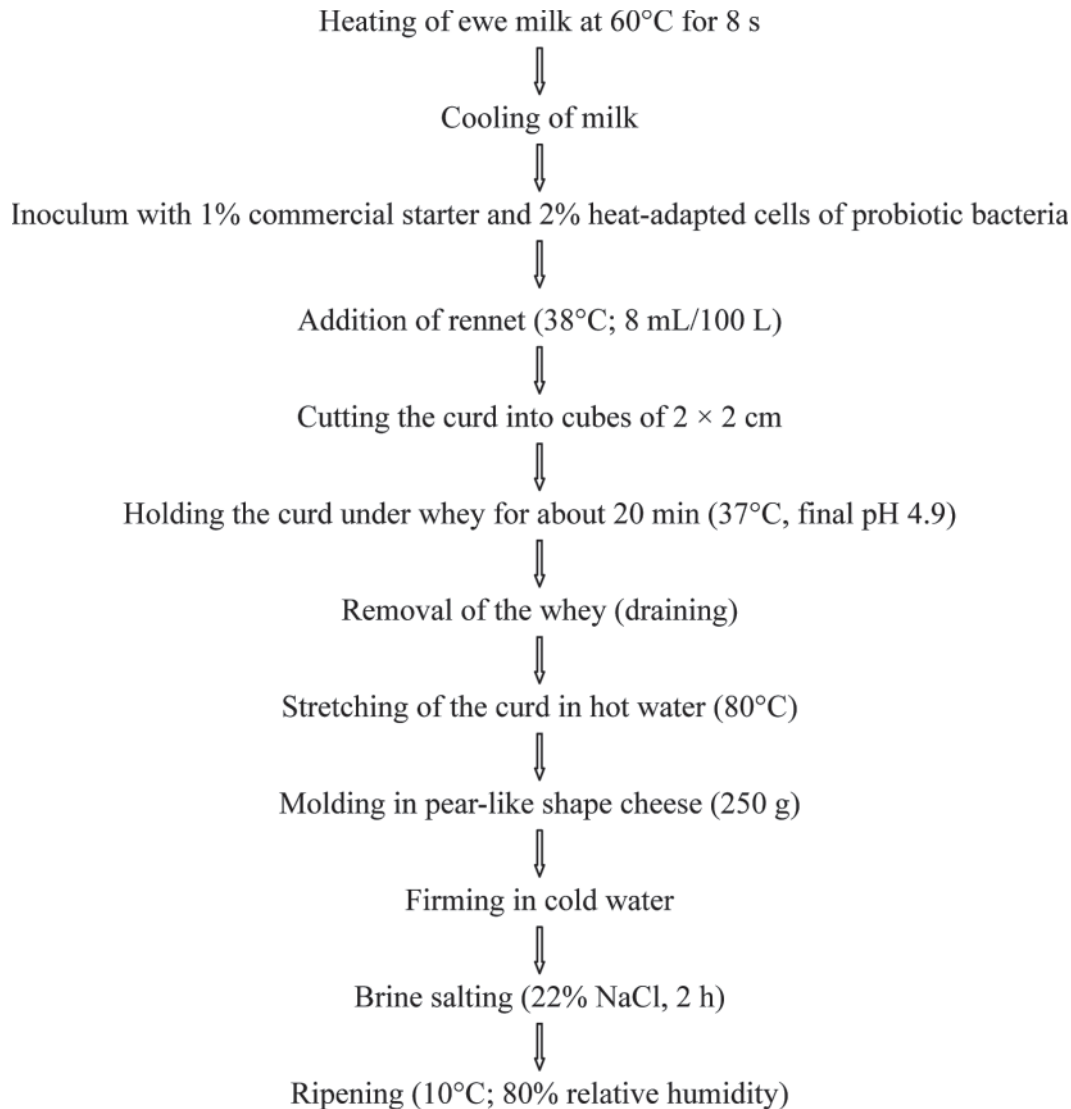 Heating of ewe milk at 60°C for 8 s
Cooling of milk
Inoculum with 1% commercial starter and 2% heat-adapted cells of probiotic bacteria
Addition of rennet (38°C; 8 mL/100 L)
Cutting the curd into cubes of 2 × 2 cm
Holding the curd under whey for about 20 min (37°C, final pH 4.9)
Removal of the whey (draining)
Stretching of the curd in hot water (80°C)
Molding in pear-like shape cheese (250 g)
Firming in cold water
Brine salting (22% NaCl, 2 h)
Ripening (10°C; 80% relative humidity)